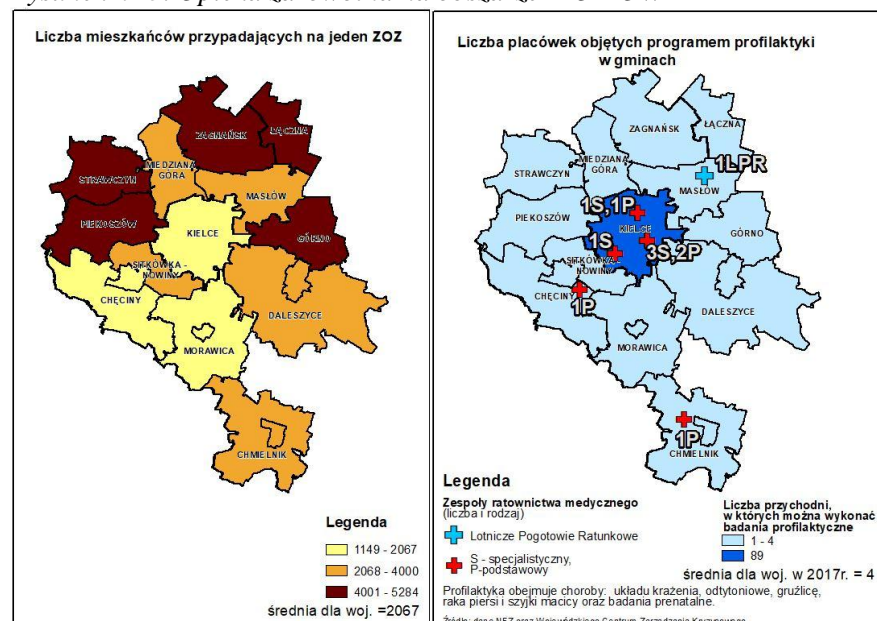 Liczba mieszkańców przypadających na jeden ZOZ
ZAGNAŃSK
ŁĄCZNA
MIEDZIANA
GÓRA
STRAWCZYN
MASŁÓW
PIEKOSZÓW
KIELCE
GÓRNO
SITKÓWKA -
NOWINY
CHĘCINY
DALESZYCE
MORAWICA
CHMIELNIK
Legenda
1149 - 2067
2068 - 4000
4001 - 5284
średnia dla woj. =2067
Liczba placówek objętych programem profilaktyki
w gminach
ZAGNAŃSK
ŁĄCZNA
1LPR
MIEDZIANA
GÓRA
STRAWCZYN
MASŁÓW
1S,1P
PIEKOSZÓW
KIELCE
GÓRNO
1S
3S,2P
SITKÓWKA -
NOWINY
CHĘCINY
1P
DALESZYCE
MORAWICA
1P
CHMIELNIK
Legenda
Zespoły ratownictwa medycznego
(liczba i rodzaj)
Lotnicze Pogotowie Ratunkowe
S - specjalistyczny,
P-podstawowy
Liczba przychodni,
w których można wykonać
badania profilaktyczne
1 - 4
89
średnia dla woj. w 2017r. = 4
Profilaktyka obejmuje choroby: układu krążenia, odtytoniowe, gruźlicę,
raka piersi i szyjki macicy oraz badania prenatalne.